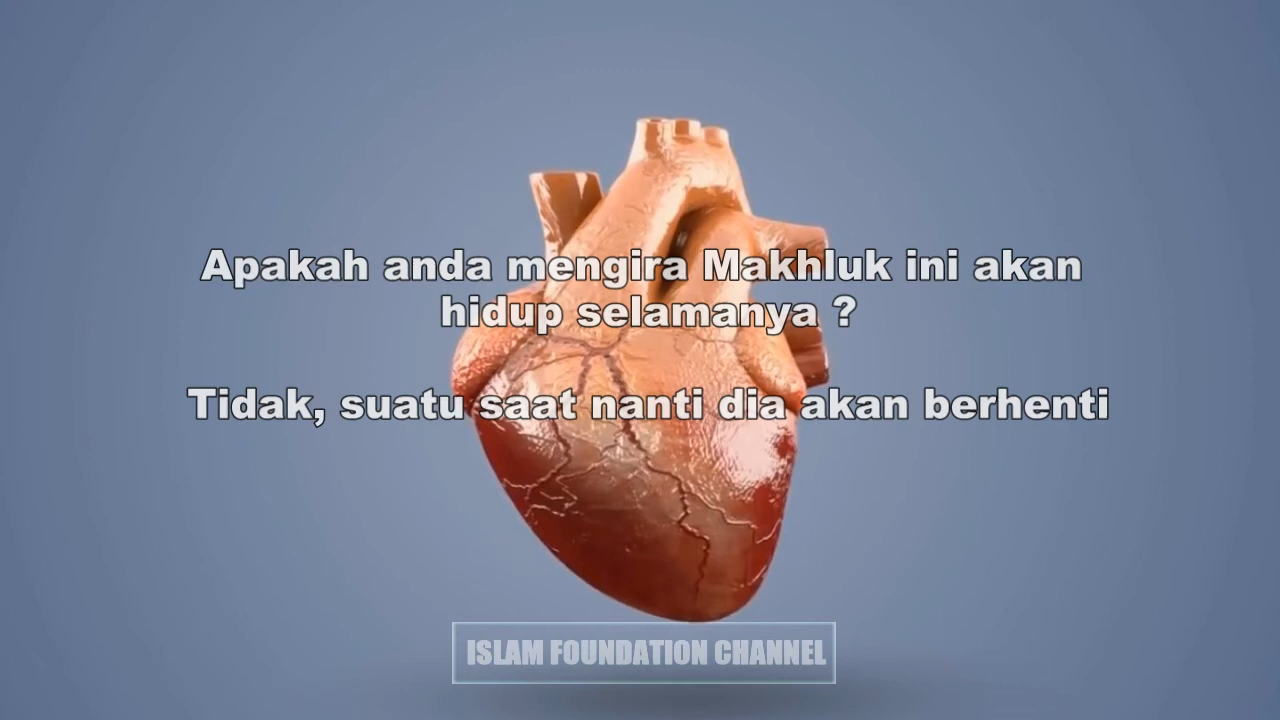 Apakah anda mengira Makhluk ini akan
hidup selamanya ?
Tidak, suatu saat nanti dia akan berhenti
ISLAM FOUNDATION CHANNEL